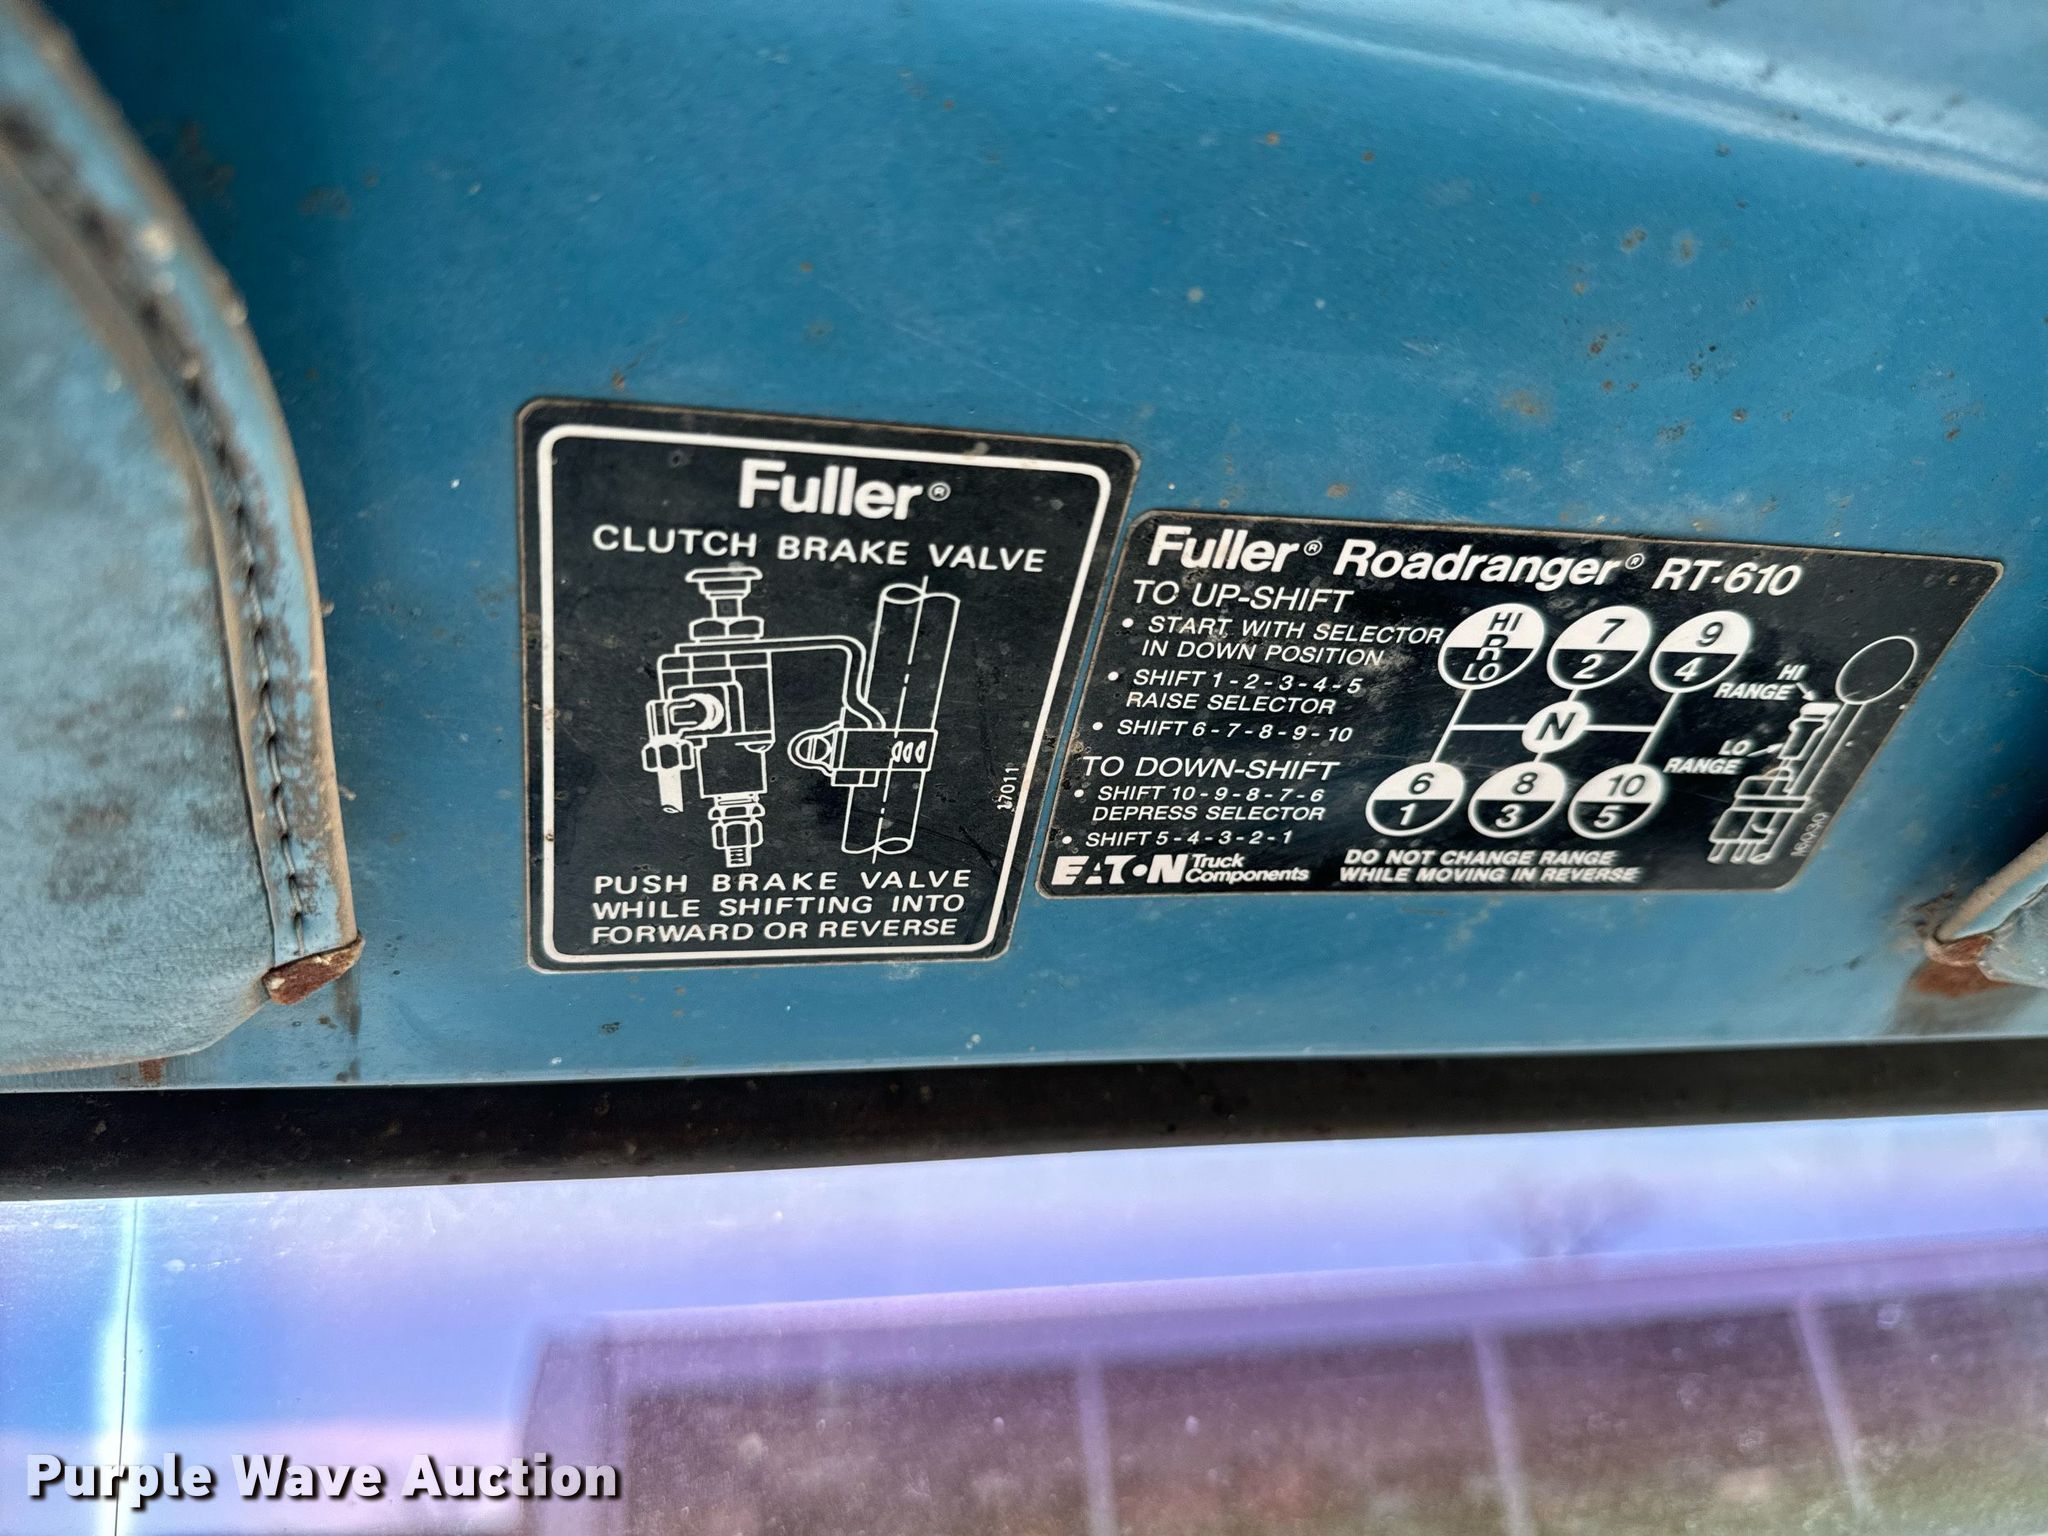 Fuller®
CLUTCH BRAKE VALVE
17011
PUSH BRAKE VALVE
WHILE SHIFTING INTO
FORWARD OR REVERSE
Fuller® Roadranger® RT-610
TO UP-SHIFT
• START WITH SELECTOR
IN DOWN POSITION
• SHIFT 1-2-3-4-5
RAISE SELECTOR
• SHIFT 6-7-8-9-10
TO DOWN-SHIFT
• SHIFT 10-9-8-7-6
DEPRESS SELECTOR
• SHIFT 5-4-3-2-1
EATON Truck
Components
HI
R
LO
7
2
9
4
N
6
1
8
3
10
5
HI
RANGE
LO
RANGE
DO NOT CHANGE RANGE
WHILE MOVING IN REVERSE
Purple Wave Auction